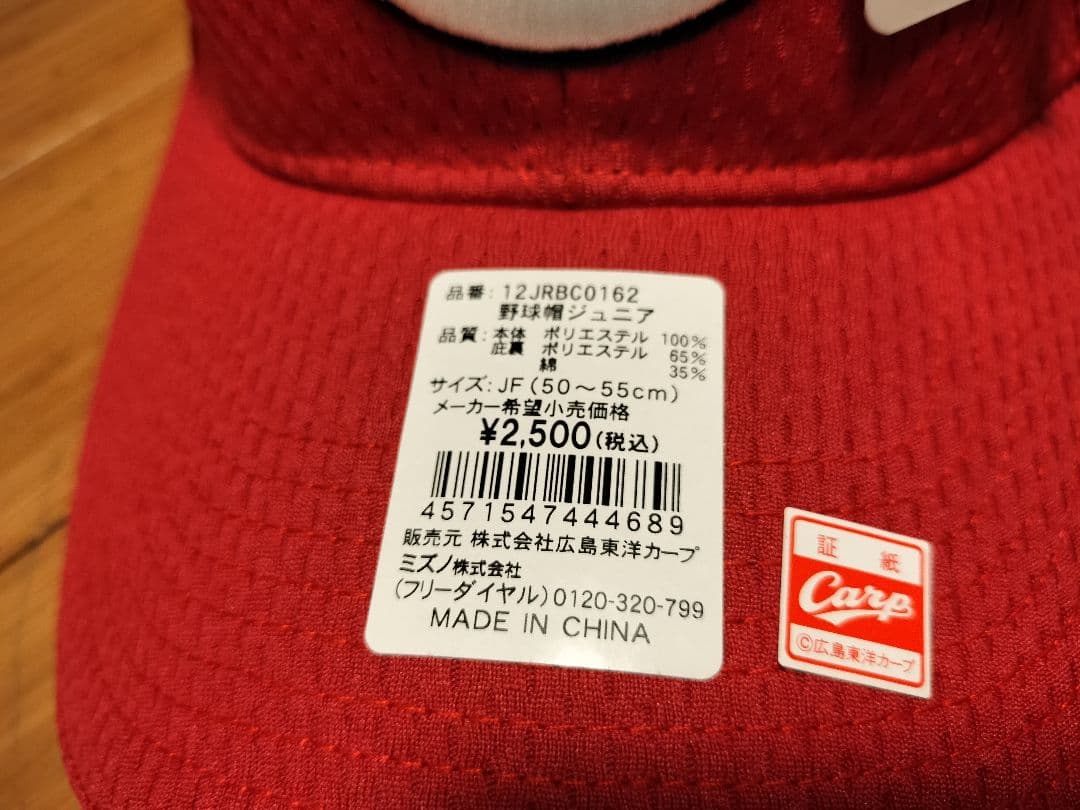 品番: 12JRBC0162
野球帽ジュニア
品質: 本体 ポリエステル 100%
庇裏 ポリエステル 65%
綿 35%
サイズ: JF (50～55cm)
メーカー希望小売価格
¥2,500(税込)
4571547444689
販売元 株式会社広島東洋カープ
ミズノ株式会社
(フリーダイヤル)0120-320-799
MADE IN CHINA
証紙
Carp
©広島東洋カープ